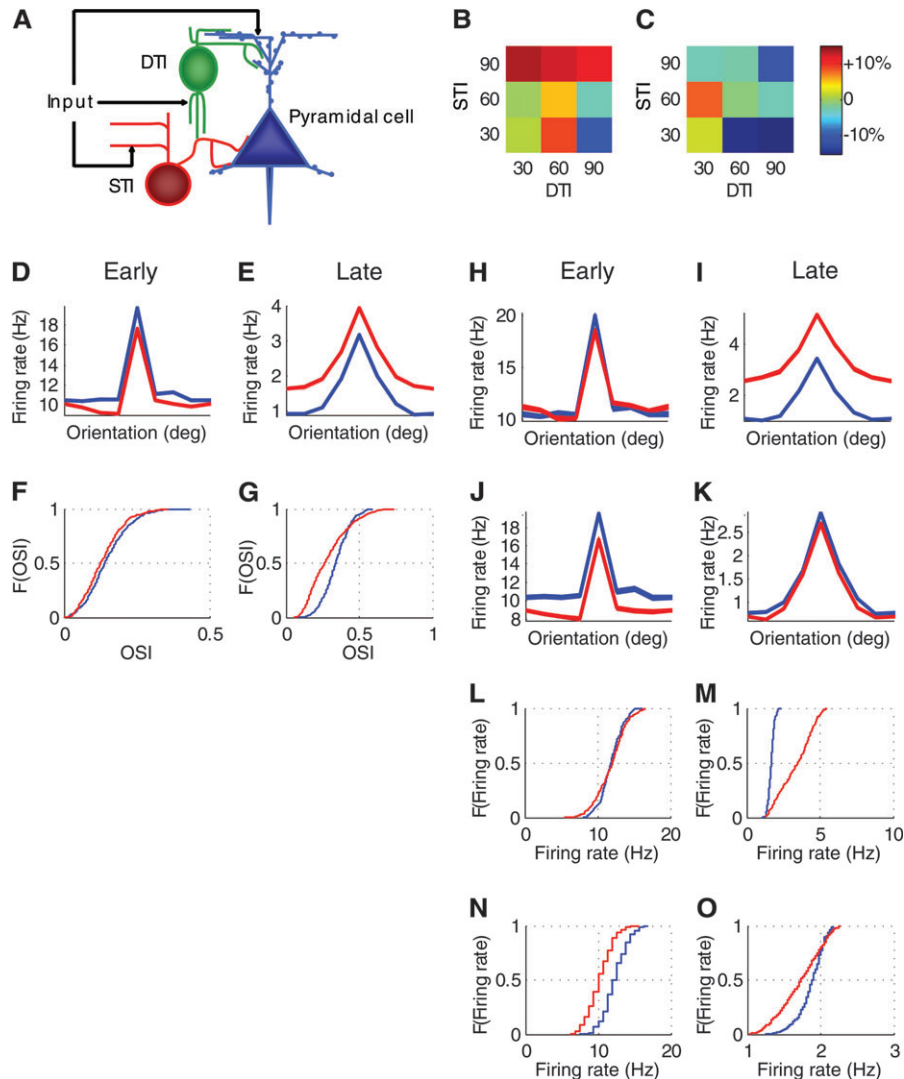 A
DTI
Input
Pyramidal cell
STI
B
STI
90
60
30
30 60 90
DTI
C
STI
90
60
30
30 60 90
DTI
+10%
0
-10%
D
Early
Firing rate (Hz)
18
16
14
12
10
Orientation (deg)
E
Late
Firing rate (Hz)
4
3
2
1
Orientation (deg)
H
Early
Firing rate (Hz)
20
15
10
Orientation (deg)
I
Late
Firing rate (Hz)
4
2
Orientation (deg)
F
F(OSI)
1
0.5
0
0 0.5
OSI
G
F(OSI)
1
0.5
0
0 0.5 1
OSI
J
Firing rate (Hz)
18
16
14
12
10
8
Orientation (deg)
K
Firing rate (Hz)
2.5
2
1.5
1
Orientation (deg)
L
F(Firing rate)
1
0.5
0
0 10 20
Firing rate (Hz)
M
F(Firing rate)
1
0.5
0
0 5 10
Firing rate (Hz)
N
F(Firing rate)
1
0.5
0
0 10 20
Firing rate (Hz)
O
F(Firing rate)
1
0.5
0
1 2 3
Firing rate (Hz)